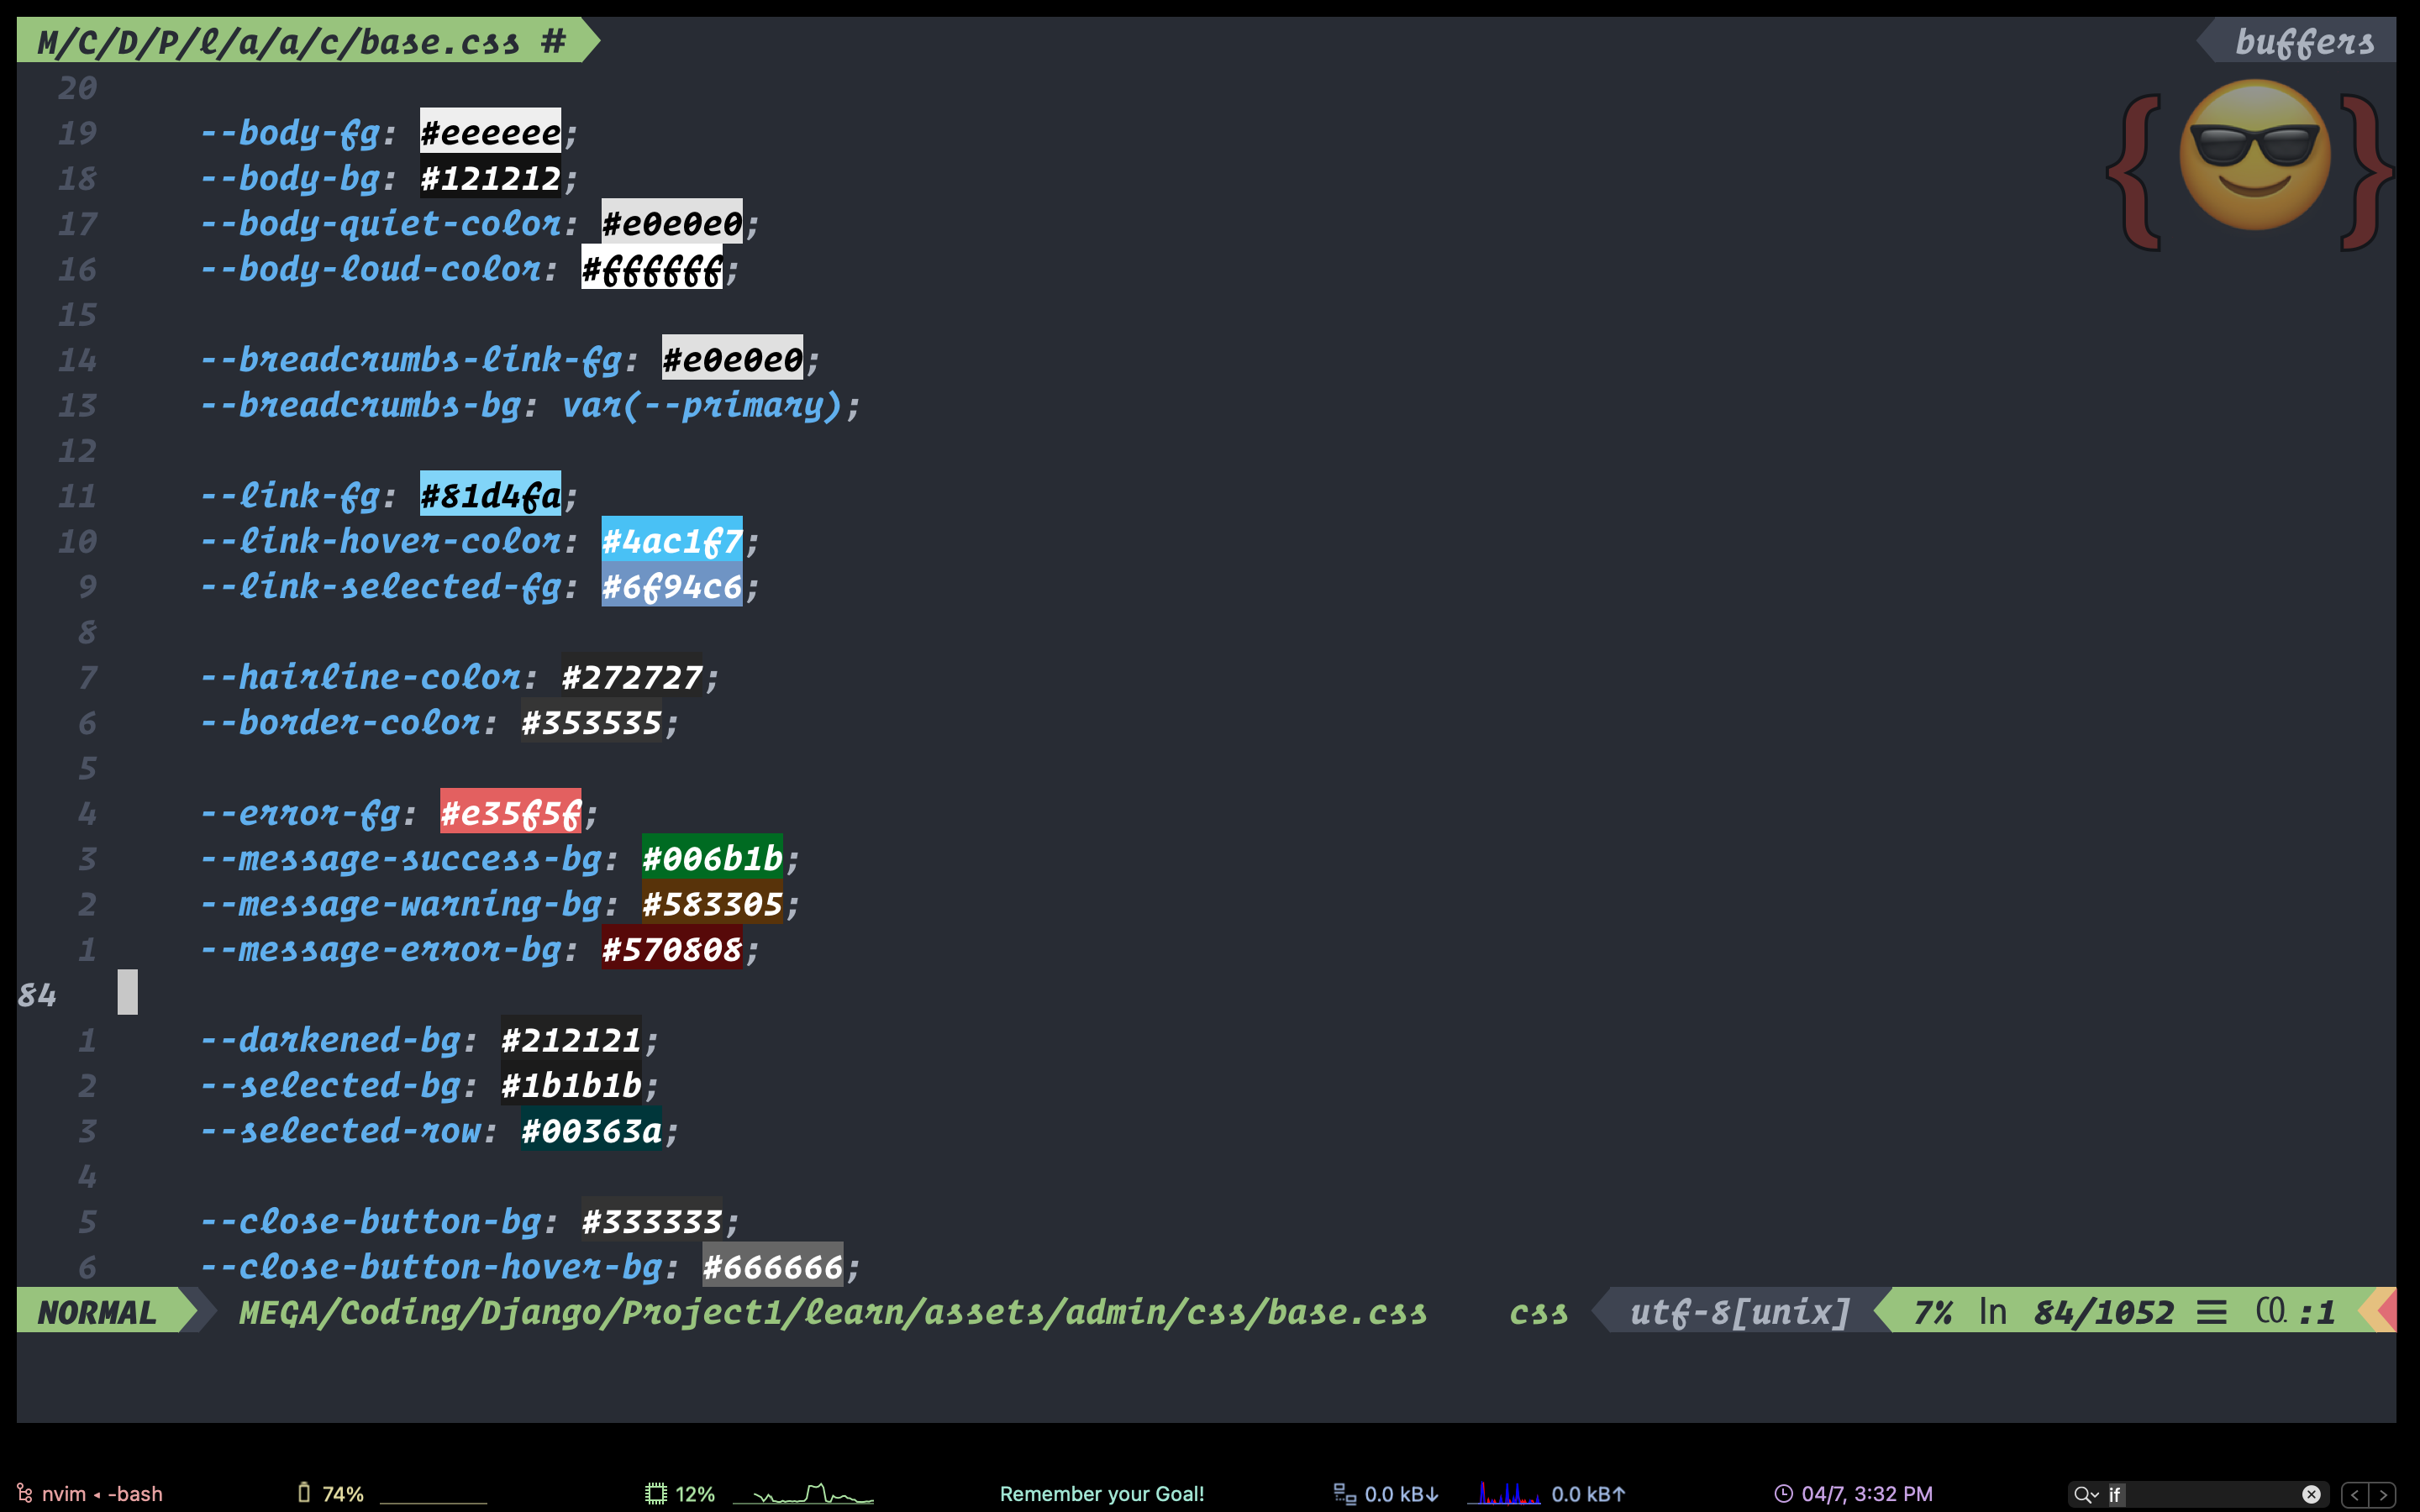 M/C/D/P/l/a/a/c/base.css #
buffers
20
19 --body-fg: #eeeeee;
18 --body-bg: #121212;
17 --body-quiet-color: #e0e0e0;
16 --body-loud-color: #ffffff;
15
14 --breadcrumbs-link-fg: #e0e0e0;
13 --breadcrumbs-bg: var(--primary);
12
11 --link-fg: #81d4fa;
10 --link-hover-color: #4ac1f7;
9 --link-selected-fg: #6f94c6;
8
7 --hairline-color: #272727;
6 --border-color: #353535;
5
4 --error-fg: #e35f5f;
3 --message-success-bg: #006b1b;
2 --message-warning-bg: #583305;
1 --message-error-bg: #570808;
84
1 --darkened-bg: #212121;
2 --selected-bg: #1b1b1b;
3 --selected-row: #00363a;
4
5 --close-button-bg: #333333;
6 --close-button-hover-bg: #666666;
NORMAL MEGA/Coding/Django/Project1/learn/assets/admin/css/base.css css utf-8[unix] 7% ln 84/1052 ☰ CO. :1
nvim ◂ -bash 74% 12% Remember your Goal! 0.0 kB↓ 0.0 kB↑ 04/7, 3:32 PM if